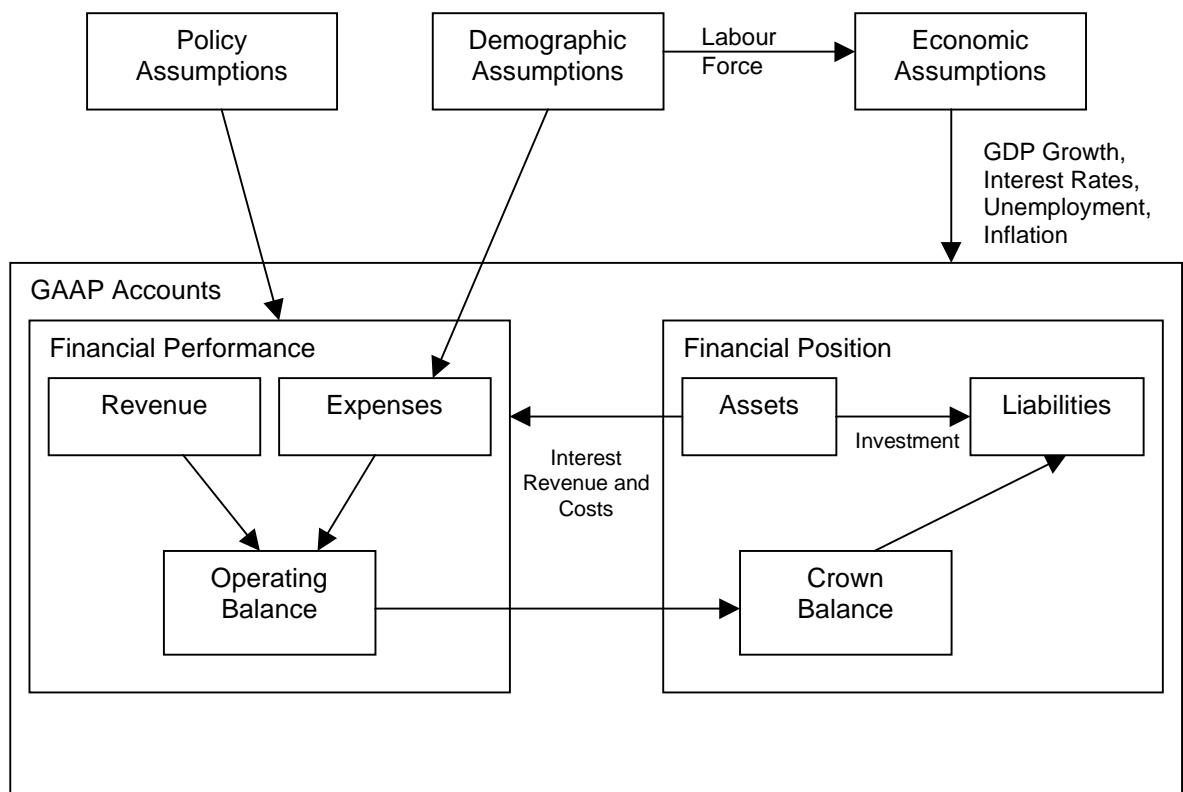 Policy
Assumptions
Demographic
Assumptions
Labour
Force
Economic
Assumptions
GDP Growth,
Interest Rates,
Unemployment,
Inflation
GAAP Accounts
Financial Performance
Revenue
Expenses
Operating
Balance
Interest
Revenue and
Costs
Financial Position
Assets
Investment
Liabilities
Crown
Balance